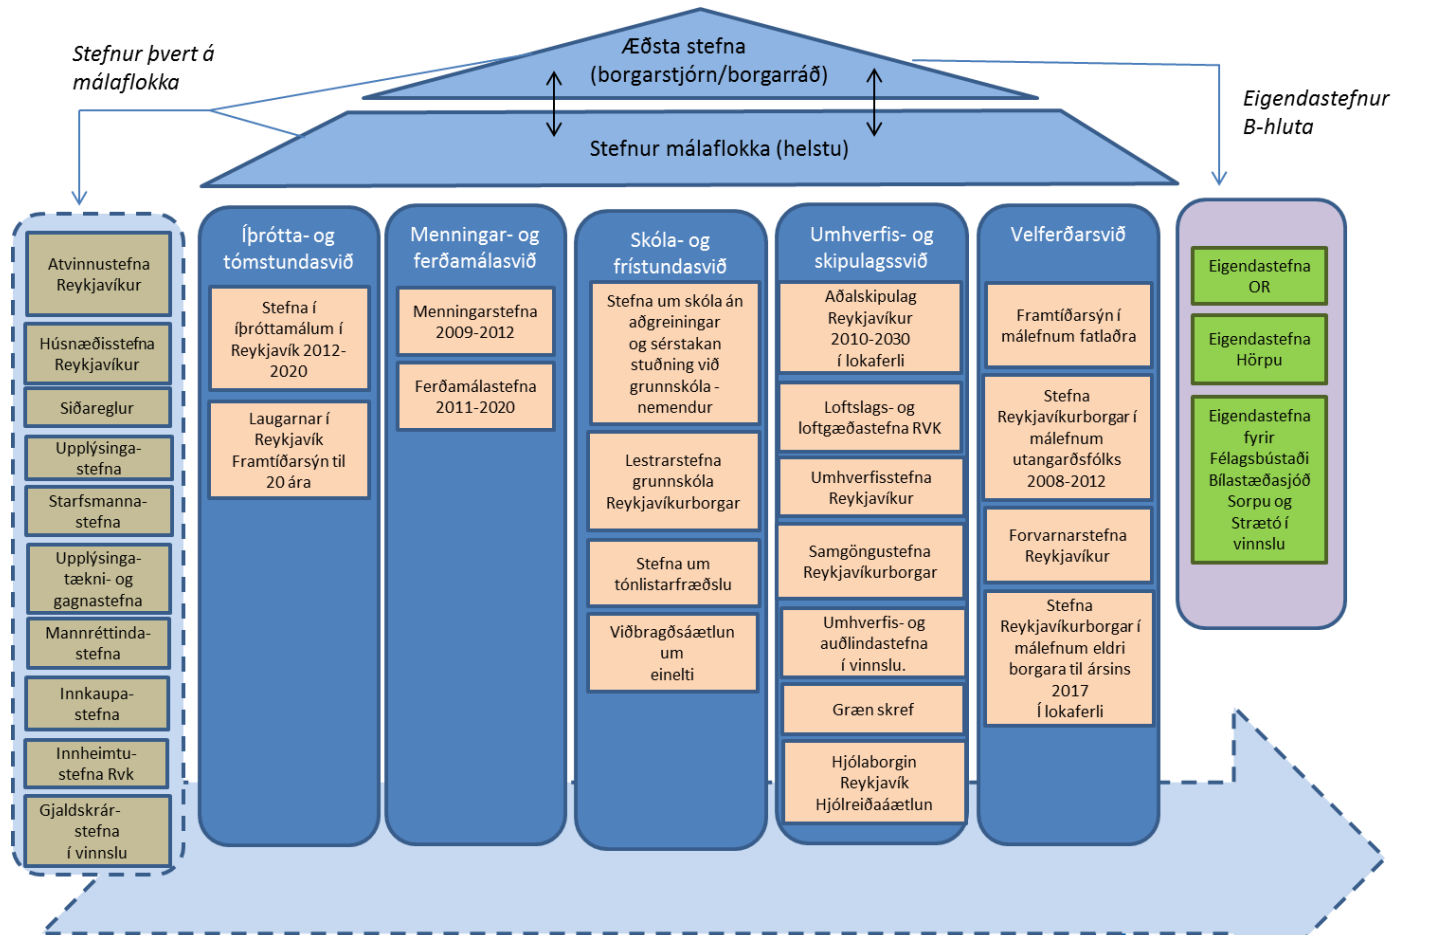 Stefnur þvert á
málaflokka
Æðsta stefna
(borgarstjórn/borgarráð)
Eigendastefnur
B-hluta
Stefnur málaflokka (helstu)
Atvinnustefna
Reykjavíkur
Húsnæðisstefna
Reykjavíkur
Siðareglur
Upplýsinga-
stefna
Starfsmanna-
stefna
Upplýsinga-
tækni- og
gagnastefna
Mannréttinda-
stefna
Innkaupa-
stefna
Innheimtu-
stefna Rvk
Gjaldskrár-
stefna
í vinnslu
Íþrótta- og
tómstundasvið
Stefna í
íþróttamálum í
Reykjavík 2012-
2020
Laugarnar í
Reykjavík
Framtíðarsýn til
20 ára
Menningar- og
ferðamálasvið
Menningarstefna
2009-2012
Ferðamálastefna
2011-2020
Skóla- og
frístundasvið
Stefna um skóla án
aðgreiningar
og sérstakan
stuðning við
grunnskóla -
nemendur
Lestrarstefna
grunnskóla
Reykjavíkurborgar
Stefna um
tónlistarfræðslu
Viðbragðsáætlun
um
einelti
Umhverfis- og
skipulagssvið
Aðalskipulag
Reykjavíkur
2010-2030
í lokaferli
Loftslags- og
loftgæðastefna RVK
Umhverfisstefna
Reykjavíkur
Samgöngustefna
Reykjavíkurborgar
Umhverfis- og
auðlindastefna
í vinnslu.
Græn skref
Hjólaborgin
Reykjavík
Hjólreiðaáætlun
Velferðarsvið
Framtíðarsýn í
málefnum fatlaðra
Stefna
Reykjavíkurborgar í
málefnum
utangarðsfólks
2008-2012
Forvarnarstefna
Reykjavíkur
Stefna
Reykjavíkurborgar í
málefnum eldri
borgara til ársins
2017
Í lokaferli
Eigendastefna
OR
Eigendastefna
Hörpu
Eigendastefna
fyrir
Félagsbústaði
Bílastæðasjóð
Sorpu og
Strætó í
vinnslu